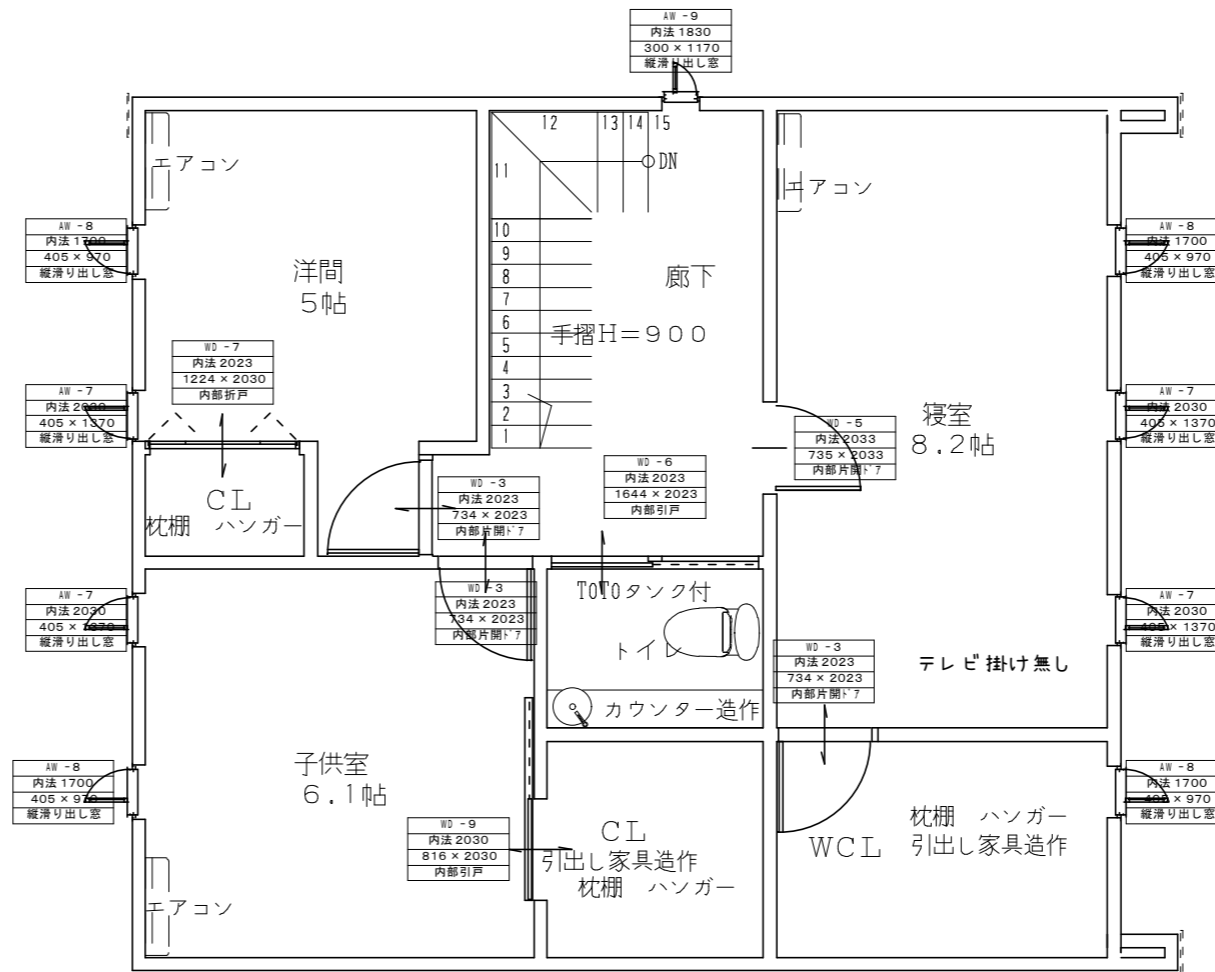 AW -9
内法 1830
300 × 1170
縦滑り出し窓
12
13
14
15
エアコン
DN
11
エアコン
AW -8
内法 1700
405 × 970
縦滑り出し窓
10
9
8
7
6
5
4
3
2
1
洋間
5帖
廊下
手摺H=900
AW -8
内法 1700
405 × 970
縦滑り出し窓
WD -7
内法 2023
1224 × 2030
内部折戸
AW -7
内法 2030
405 × 1370
縦滑り出し窓
寝室
8.2帖
AW -7
内法 2030
405 × 1370
縦滑り出し窓
WD -5
内法 2033
735 × 2033
内部片開ドア
WD -6
内法 2023
1644 × 2023
内部引戸
WD -3
内法 2023
734 × 2023
内部片開ドア
CL
枕棚 ハンガー
WD -3
内法 2023
734 × 2023
内部片開ドア
TOTOタンク付
トイレ
カウンター造作
AW -7
内法 2030
405 × 1370
縦滑り出し窓
AW -7
内法 2030
405 × 1370
縦滑り出し窓
WD -3
内法 2023
734 × 2023
内部片開ドア
テレビ掛け無し
子供室
6.1帖
AW -8
内法 1700
405 × 970
縦滑り出し窓
AW -8
内法 1700
405 × 970
縦滑り出し窓
WD -9
内法 2030
816 × 2030
内部引戸
CL
引出し家具造作
枕棚 ハンガー
WCL
枕棚 ハンガー
引出し家具造作
エアコン